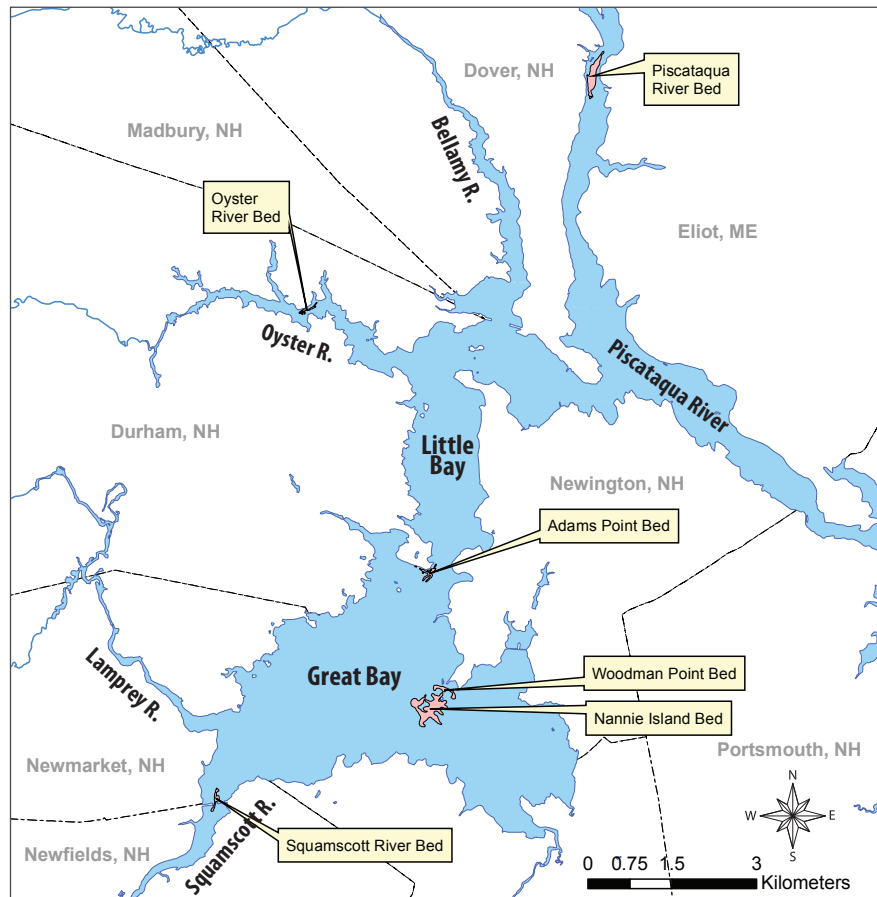 Dover, NH
Piscataqua
River Bed
Madbury, NH
Bellamy R.
Oyster
River Bed
Eliot, ME
Oyster R.
Piscataqua River
Durham, NH
Little
Bay
Newington, NH
Adams Point Bed
Great Bay
Woodman Point Bed
Lamprey R.
Nannie Island Bed
Portsmouth, NH
Newmarket, NH
N
W E
S
Squamscott River Bed
Squamscott R.
Newfields, NH
0 0.75 1.5 3
Kilometers